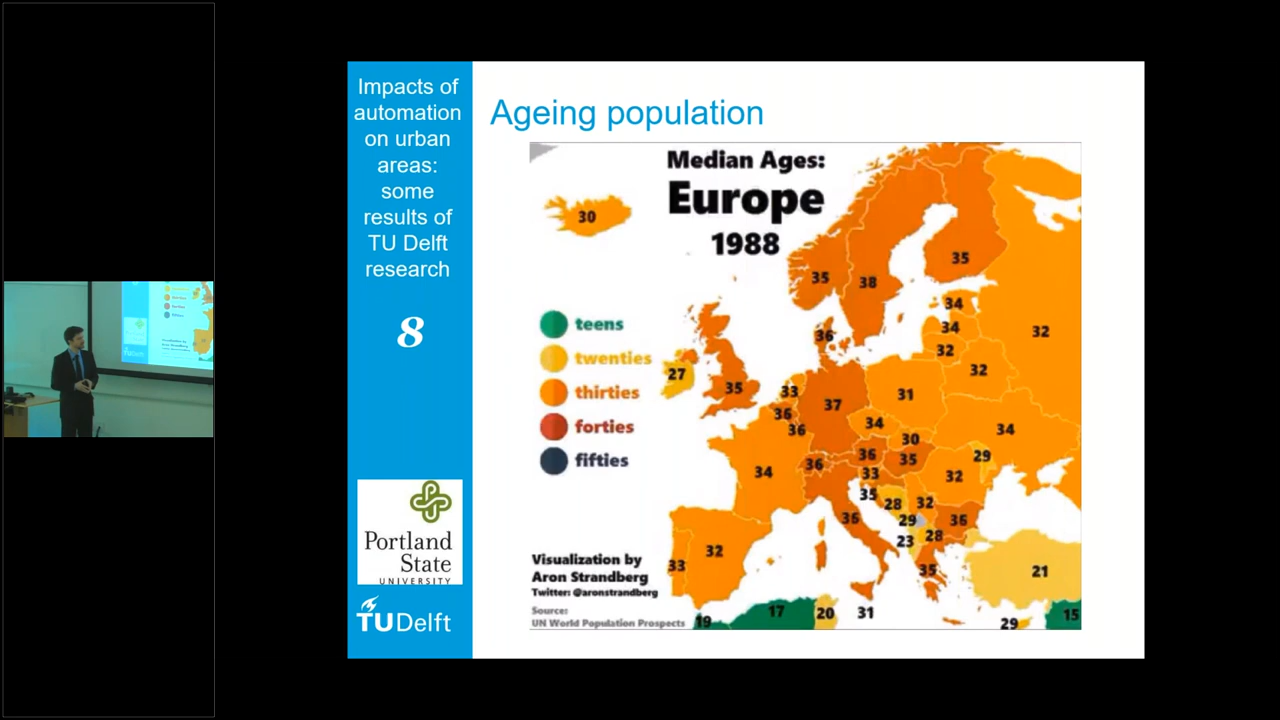 Impacts of
automation
on urban
areas:
some
results of
TU Delft
research
8
Portland
State
UNIVERSITY
TUDelft
Ageing population
Median Ages:
Europe
1988
teens
twenties
thirties
forties
fifties
30
35
38
35
34
34
32
32
32
36
27
35
33
36
36
37
31
34
30
34
29
34
36
36
33
35
35
28
32
32
29
23
28
36
36
35
33
32
21
19
17
20
31
29
15
Visualization by
Aron Strandberg
Twitter: @aronstrandberg
Source:
UN World Population Prospects